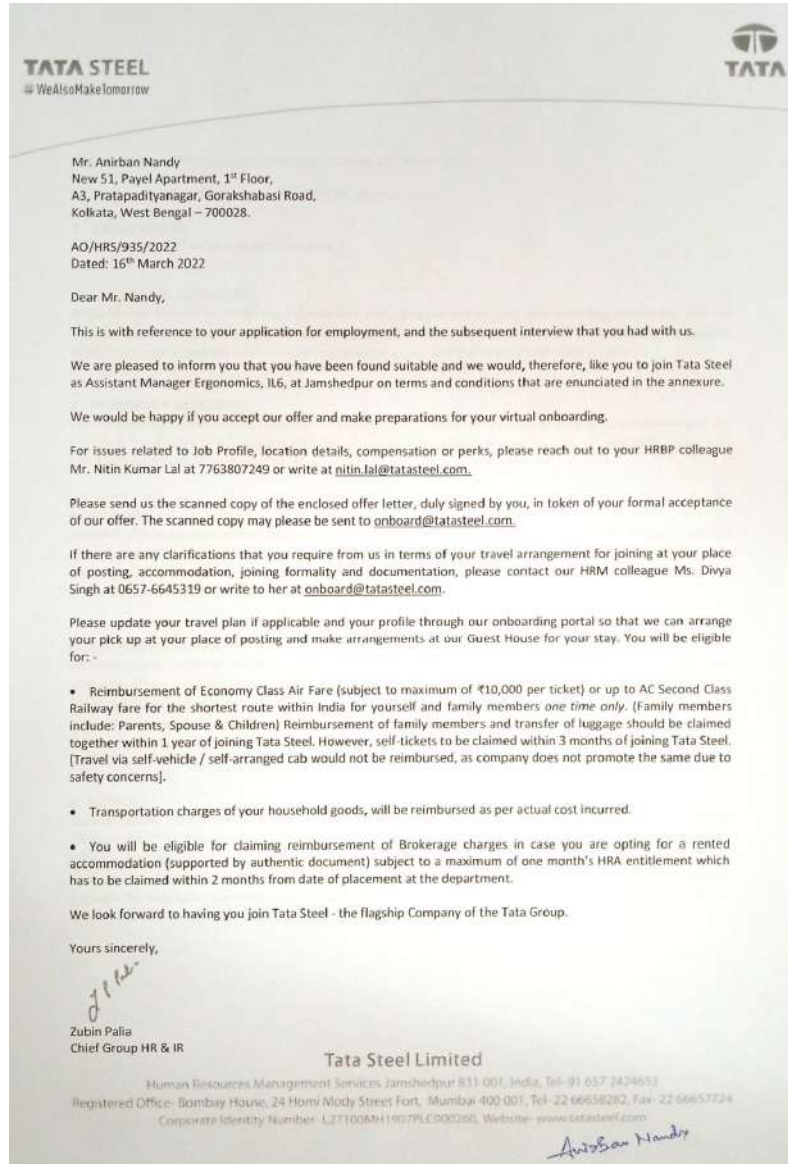 TATA STEEL
# WeAlsoMakeTomorrow
TATA
Mr. Anirban Nandy
New 51, Payel Apartment, 1st Floor,
A3, Pratapadityanagar, Gorakshabasi Road,
Kolkata, West Bengal – 700028.
AO/HRS/935/2022
Dated: 16th March 2022
Dear Mr. Nandy,
This is with reference to your application for employment, and the subsequent interview that you had with us.
We are pleased to inform you that you have been found suitable and we would, therefore, like you to join Tata Steel
as Assistant Manager Ergonomics, IL6, at Jamshedpur on terms and conditions that are enunciated in the annexure.
We would be happy if you accept our offer and make preparations for your virtual onboarding.
For issues related to Job Profile, location details, compensation or perks, please reach out to your HRBP colleague
Mr. Nitin Kumar Lal at 7763807249 or write at nitin.lal@tatasteel.com.
Please send us the scanned copy of the enclosed offer letter, duly signed by you, in token of your formal acceptance
of our offer. The scanned copy may please be sent to onboard@tatasteel.com.
If there are any clarifications that you require from us in terms of your travel arrangement for joining at your place
of posting, accommodation, joining formality and documentation, please contact our HRM colleague Ms. Divya
Singh at 0657-6645319 or write to her at onboard@tatasteel.com.
Please update your travel plan if applicable and your profile through our onboarding portal so that we can arrange
your pick up at your place of posting and make arrangements at our Guest House for your stay. You will be eligible
for: -
• Reimbursement of Economy Class Air Fare (subject to maximum of ₹10,000 per ticket) or up to AC Second Class
Railway fare for the shortest route within India for yourself and family members one time only. (Family members
include: Parents, Spouse & Children) Reimbursement of family members and transfer of luggage should be claimed
together within 1 year of joining Tata Steel. However, self-tickets to be claimed within 3 months of joining Tata Steel.
[Travel via self-vehicle / self-arranged cab would not be reimbursed, as company does not promote the same due to
safety concerns].
• Transportation charges of your household goods, will be reimbursed as per actual cost incurred.
• You will be eligible for claiming reimbursement of Brokerage charges in case you are opting for a rented
accommodation (supported by authentic document) subject to a maximum of one month's HRA entitlement which
has to be claimed within 2 months from date of placement at the department.
We look forward to having you join Tata Steel - the flagship Company of the Tata Group.
Yours sincerely,
Zubin Palia
Chief Group HR & IR
Tata Steel Limited
Human Resources Management Services Jamshedpur 831 001, India, Tel- 91 657 2424653
Registered Office- Bombay House, 24 Homi Mody Street Fort, Mumbai 400 001, Tel- 22 66658282, Fax- 22 66657724
Corporate Identity Number- L27100MH1907PLC000260, Website- www.tatasteel.com
Anirban Nandy